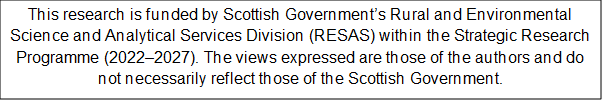 This research is funded by Scottish Government’s Rural and Environmental
Science and Analytical Services Division (RESAS) within the Strategic Research
Programme (2022–2027). The views expressed are those of the authors and do
not necessarily reflect those of the Scottish Government.